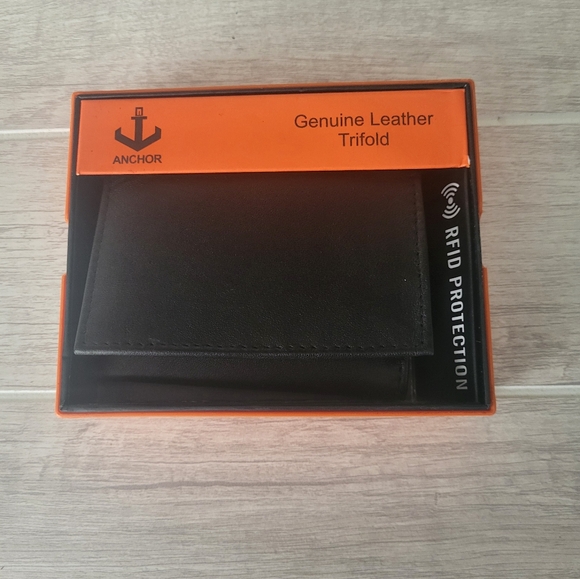 ANCHOR
Genuine Leather
Trifold
RFID PROTECTION